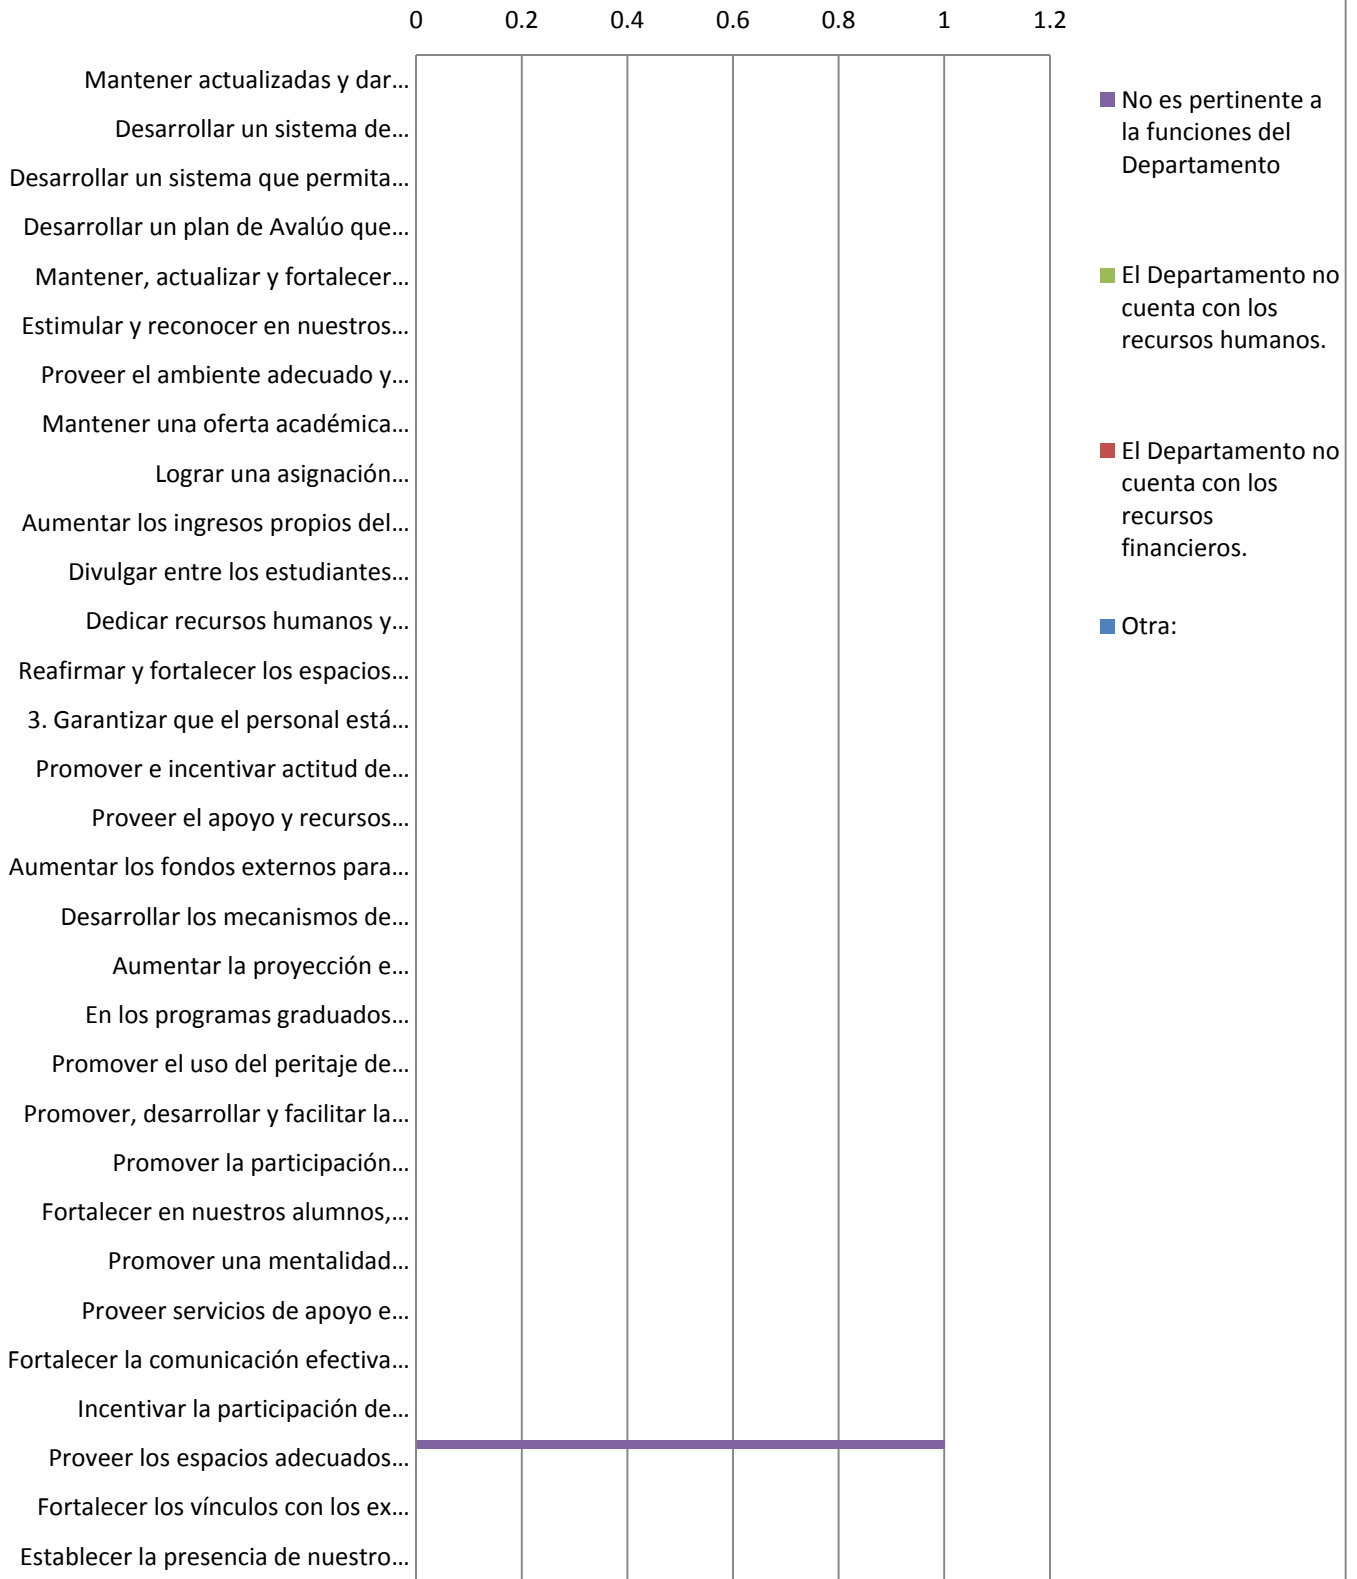 0 0.2 0.4 0.6 0.8 1 1.2
Mantener actualizadas y dar...
Desarrollar un sistema de...
Desarrollar un sistema que permita...
Desarrollar un plan de Avalúo que...
Mantener, actualizar y fortalecer...
Estimular y reconocer en nuestros...
Proveer el ambiente adecuado y...
Mantener una oferta académica...
Lograr una asignación...
Aumentar los ingresos propios del...
Divulgar entre los estudiantes...
Dedicar recursos humanos y...
Reafirmar y fortalecer los espacios...
3. Garantizar que el personal está...
Promover e incentivar actitud de...
Proveer el apoyo y recursos...
Aumentar los fondos externos para...
Desarrollar los mecanismos de...
Aumentar la proyección e...
En los programas graduados...
Promover el uso del peritaje de...
Promover, desarrollar y facilitar la...
Promover la participación...
Fortalecer en nuestros alumnos,...
Promover una mentalidad...
Proveer servicios de apoyo e...
Fortalecer la comunicación efectiva...
Incentivar la participación de...
Proveer los espacios adecuados...
Fortalecer los vínculos con los ex...
Establecer la presencia de nuestro...
No es pertinente a
la funciones del
Departamento
El Departamento no
cuenta con los
recursos humanos.
El Departamento no
cuenta con los
recursos
financieros.
Otra: